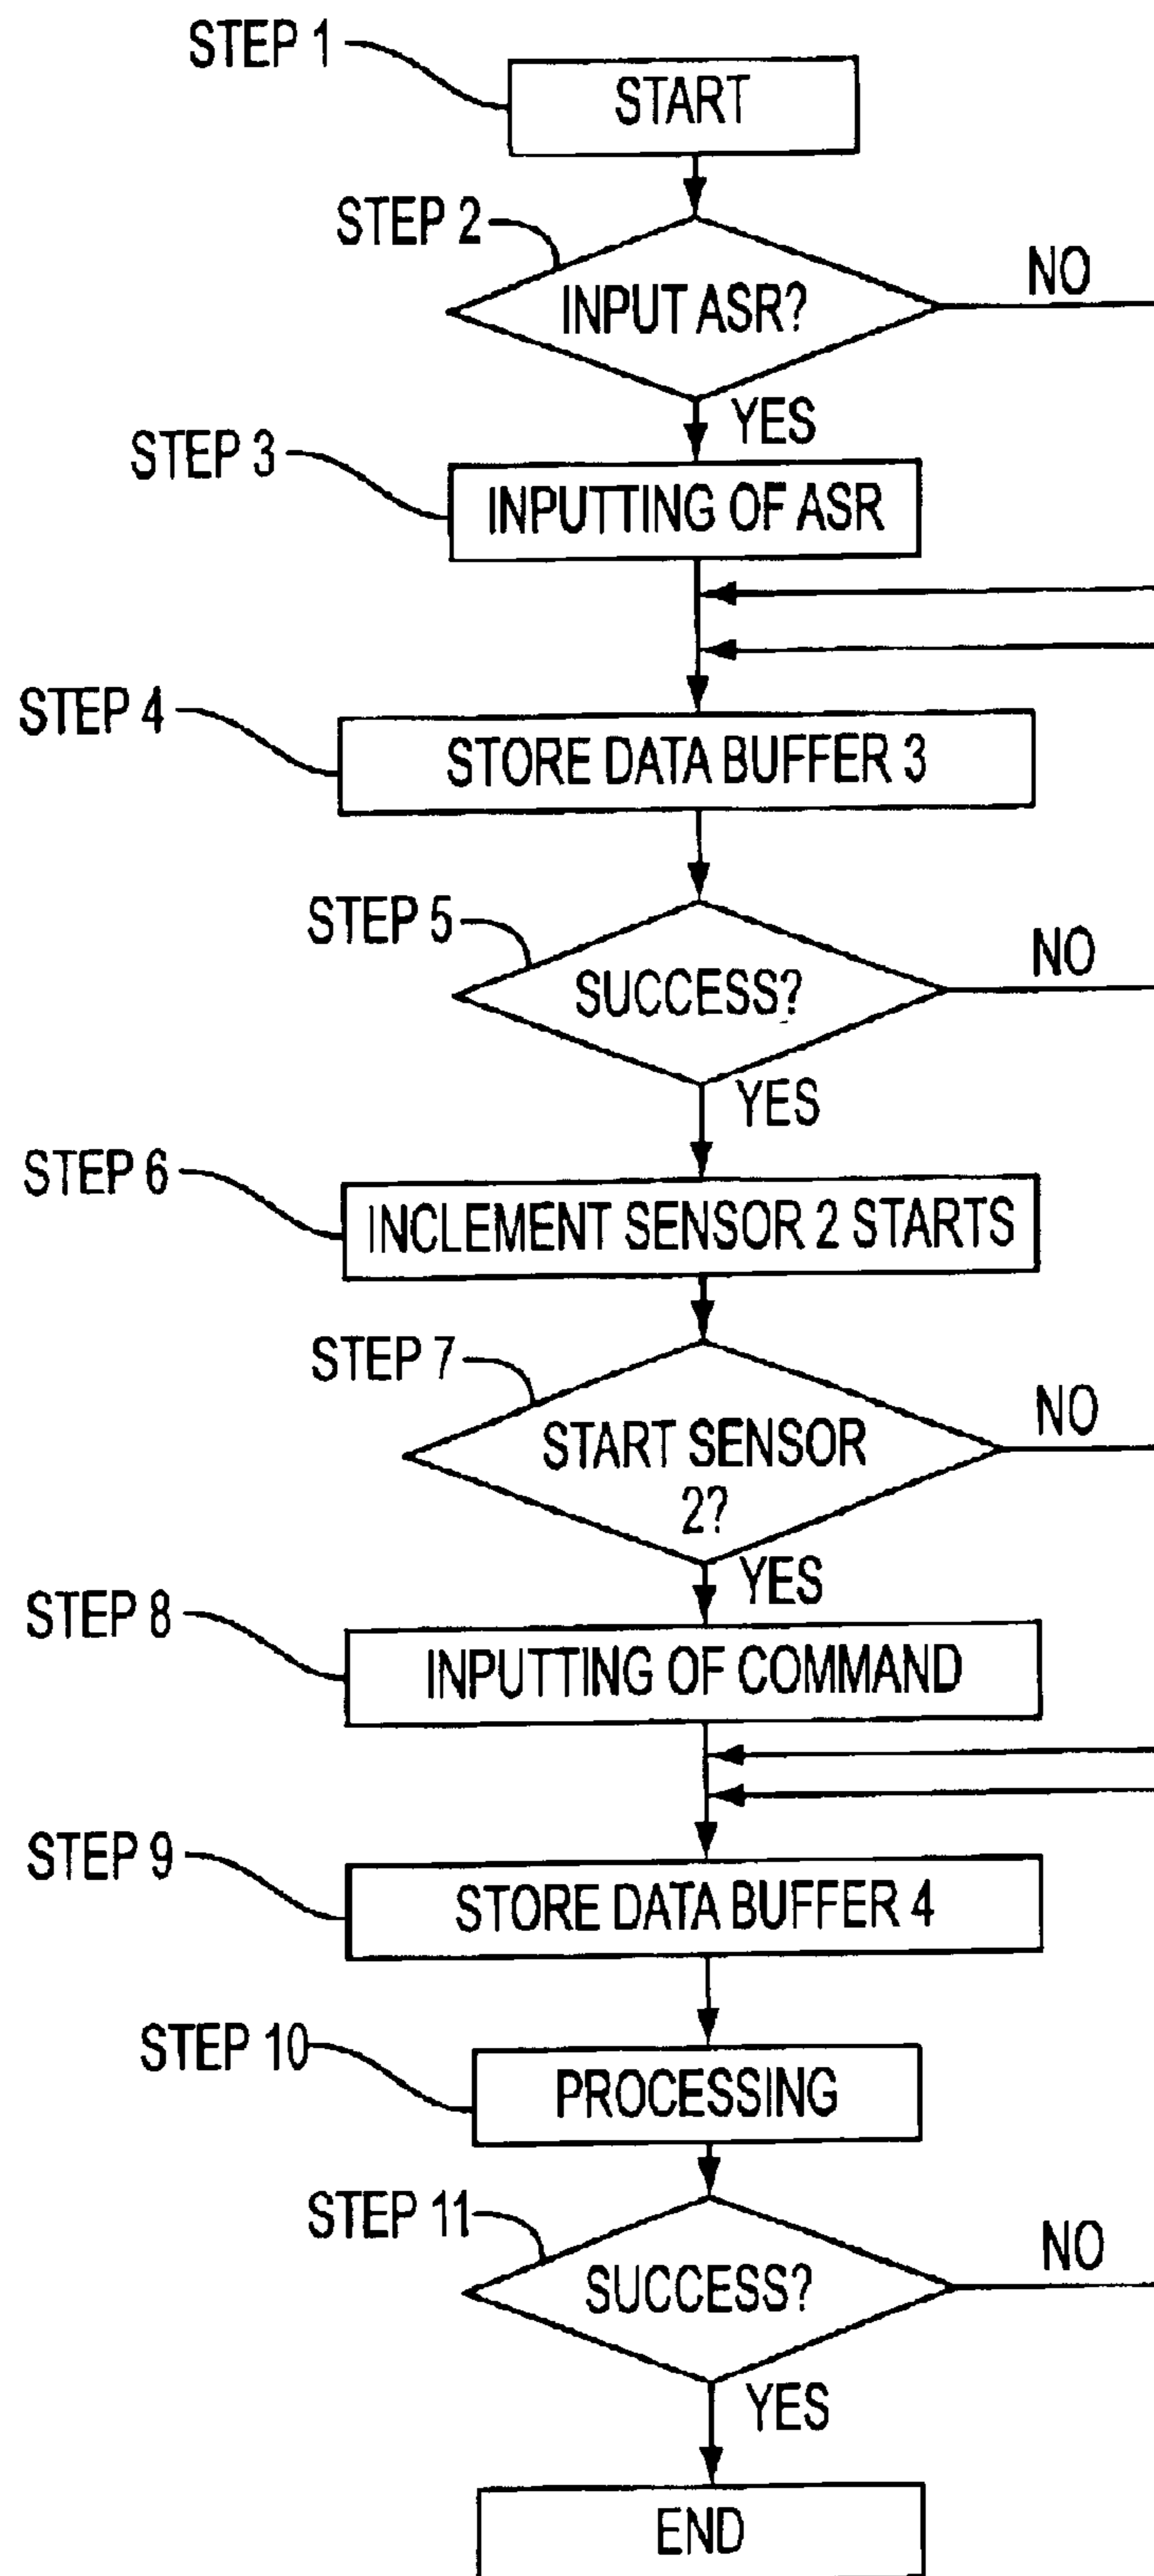 STEP 1
START
STEP 2
INPUT ASR?
NO
YES
STEP 3
INPUTTING OF ASR
STEP 4
STORE DATA BUFFER 3
STEP 5
SUCCESS?
NO
YES
STEP 6
INCLEMENT SENSOR 2 STARTS
STEP 7
START SENSOR
2?
NO
YES
STEP 8
INPUTTING OF COMMAND
STEP 9
STORE DATA BUFFER 4
STEP 10
PROCESSING
STEP 11
SUCCESS?
NO
YES
END